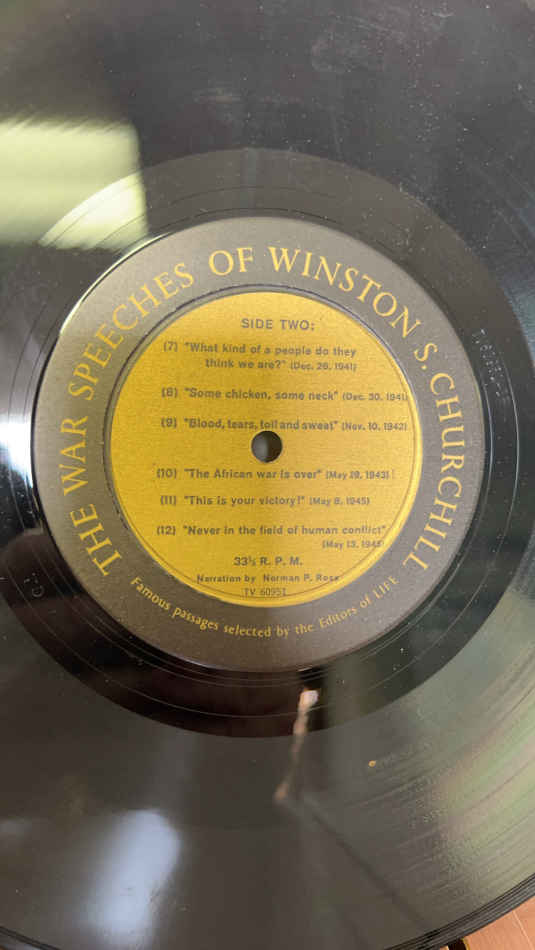 THE WAR SPEECHES OF WINSTON S. CHURCHILL
SIDE TWO:
(7) "What kind of a people do they
think we are?" (Dec. 26, 1941)
(8) "Some chicken, some neck" (Dec. 30, 1941)
(9) "Blood, tears, toil and sweat" (Nov. 10, 1942)
(10) "The African war is over" (May 19, 1943)
(11) "This is your victory!" (May 8, 1945)
(12) "Never in the field of human conflict"
(May 13, 1945)
33⅓ R. P. M.
Narration by Norman P. Ross
TV 60951
Famous passages selected by the Editors of LIFE